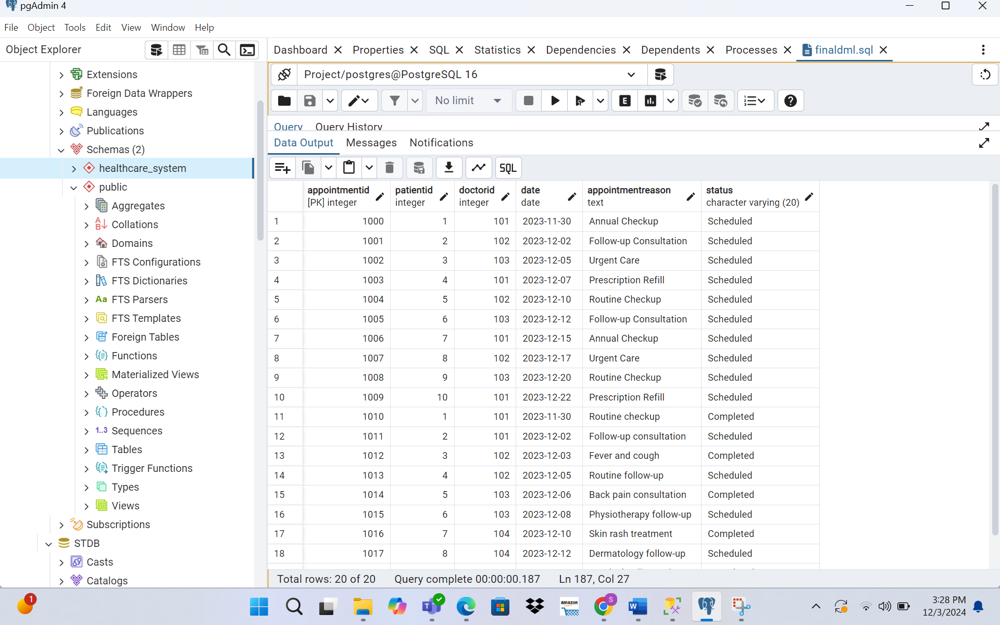 pgAdmin 4
File Object Tools Edit View Window Help
Object Explorer
Dashboard Properties SQL Statistics Dependencies Dependents Processes finaldml.sql
Project/postgres@PostgreSQL 16
No limit
E
Query Query History
Data Output Messages Notifications
SQL
Extensions
Foreign Data Wrappers
Languages
Publications
Schemas (2)
healthcare_system
public
Aggregates
Collations
Domains
FTS Configurations
FTS Dictionaries
Aa FTS Parsers
FTS Templates
Foreign Tables
Functions
Materialized Views
Operators
Procedures
1..3 Sequences
Tables
Trigger Functions
Types
Views
Subscriptions
STDB
Casts
Catalogs
appointmentid patientid doctorid date appointmentreason status
[PK] integer integer integer date text character varying (20)
1 1000 1 101 2023-11-30 Annual Checkup Scheduled
2 1001 2 102 2023-12-02 Follow-up Consultation Scheduled
3 1002 3 103 2023-12-05 Urgent Care Scheduled
4 1003 4 101 2023-12-07 Prescription Refill Scheduled
5 1004 5 102 2023-12-10 Routine Checkup Scheduled
6 1005 6 103 2023-12-12 Follow-up Consultation Scheduled
7 1006 7 101 2023-12-15 Annual Checkup Scheduled
8 1007 8 102 2023-12-17 Urgent Care Scheduled
9 1008 9 103 2023-12-20 Routine Checkup Scheduled
10 1009 10 101 2023-12-22 Prescription Refill Scheduled
11 1010 1 101 2023-11-30 Routine checkup Completed
12 1011 2 101 2023-12-02 Follow-up consultation Scheduled
13 1012 3 102 2023-12-03 Fever and cough Completed
14 1013 4 102 2023-12-05 Routine follow-up Scheduled
15 1014 5 103 2023-12-06 Back pain consultation Completed
16 1015 6 103 2023-12-08 Physiotherapy follow-up Scheduled
17 1016 7 104 2023-12-10 Skin rash treatment Completed
18 1017 8 104 2023-12-12 Dermatology follow-up Scheduled
Total rows: 20 of 20 Query complete 00:00:00.187 Ln 187, Col 27
1
amazon
S
3:28 PM
12/3/2024